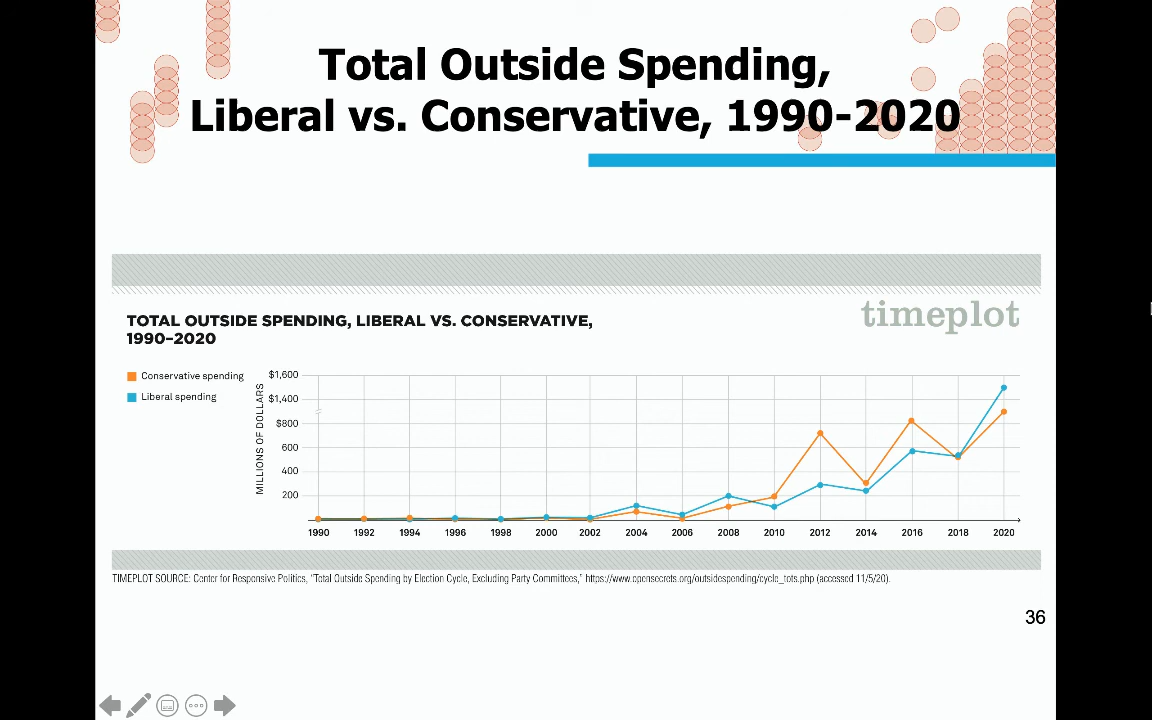 Total Outside Spending,
Liberal vs. Conservative, 1990-2020
timeplot
TOTAL OUTSIDE SPENDING, LIBERAL VS. CONSERVATIVE,
1990–2020
Conservative spending
Liberal spending
MILLIONS OF DOLLARS
$1,600
$1,400
$800
600
400
200
1990 1992 1994 1996 1998 2000 2002 2004 2006 2008 2010 2012 2014 2016 2018 2020
TIMEPLOT SOURCE: Center for Responsive Politics, "Total Outside Spending by Election Cycle, Excluding Party Committees," https://www.opensecrets.org/outsidespending/cycle_tots.php (accessed 11/5/20).
36